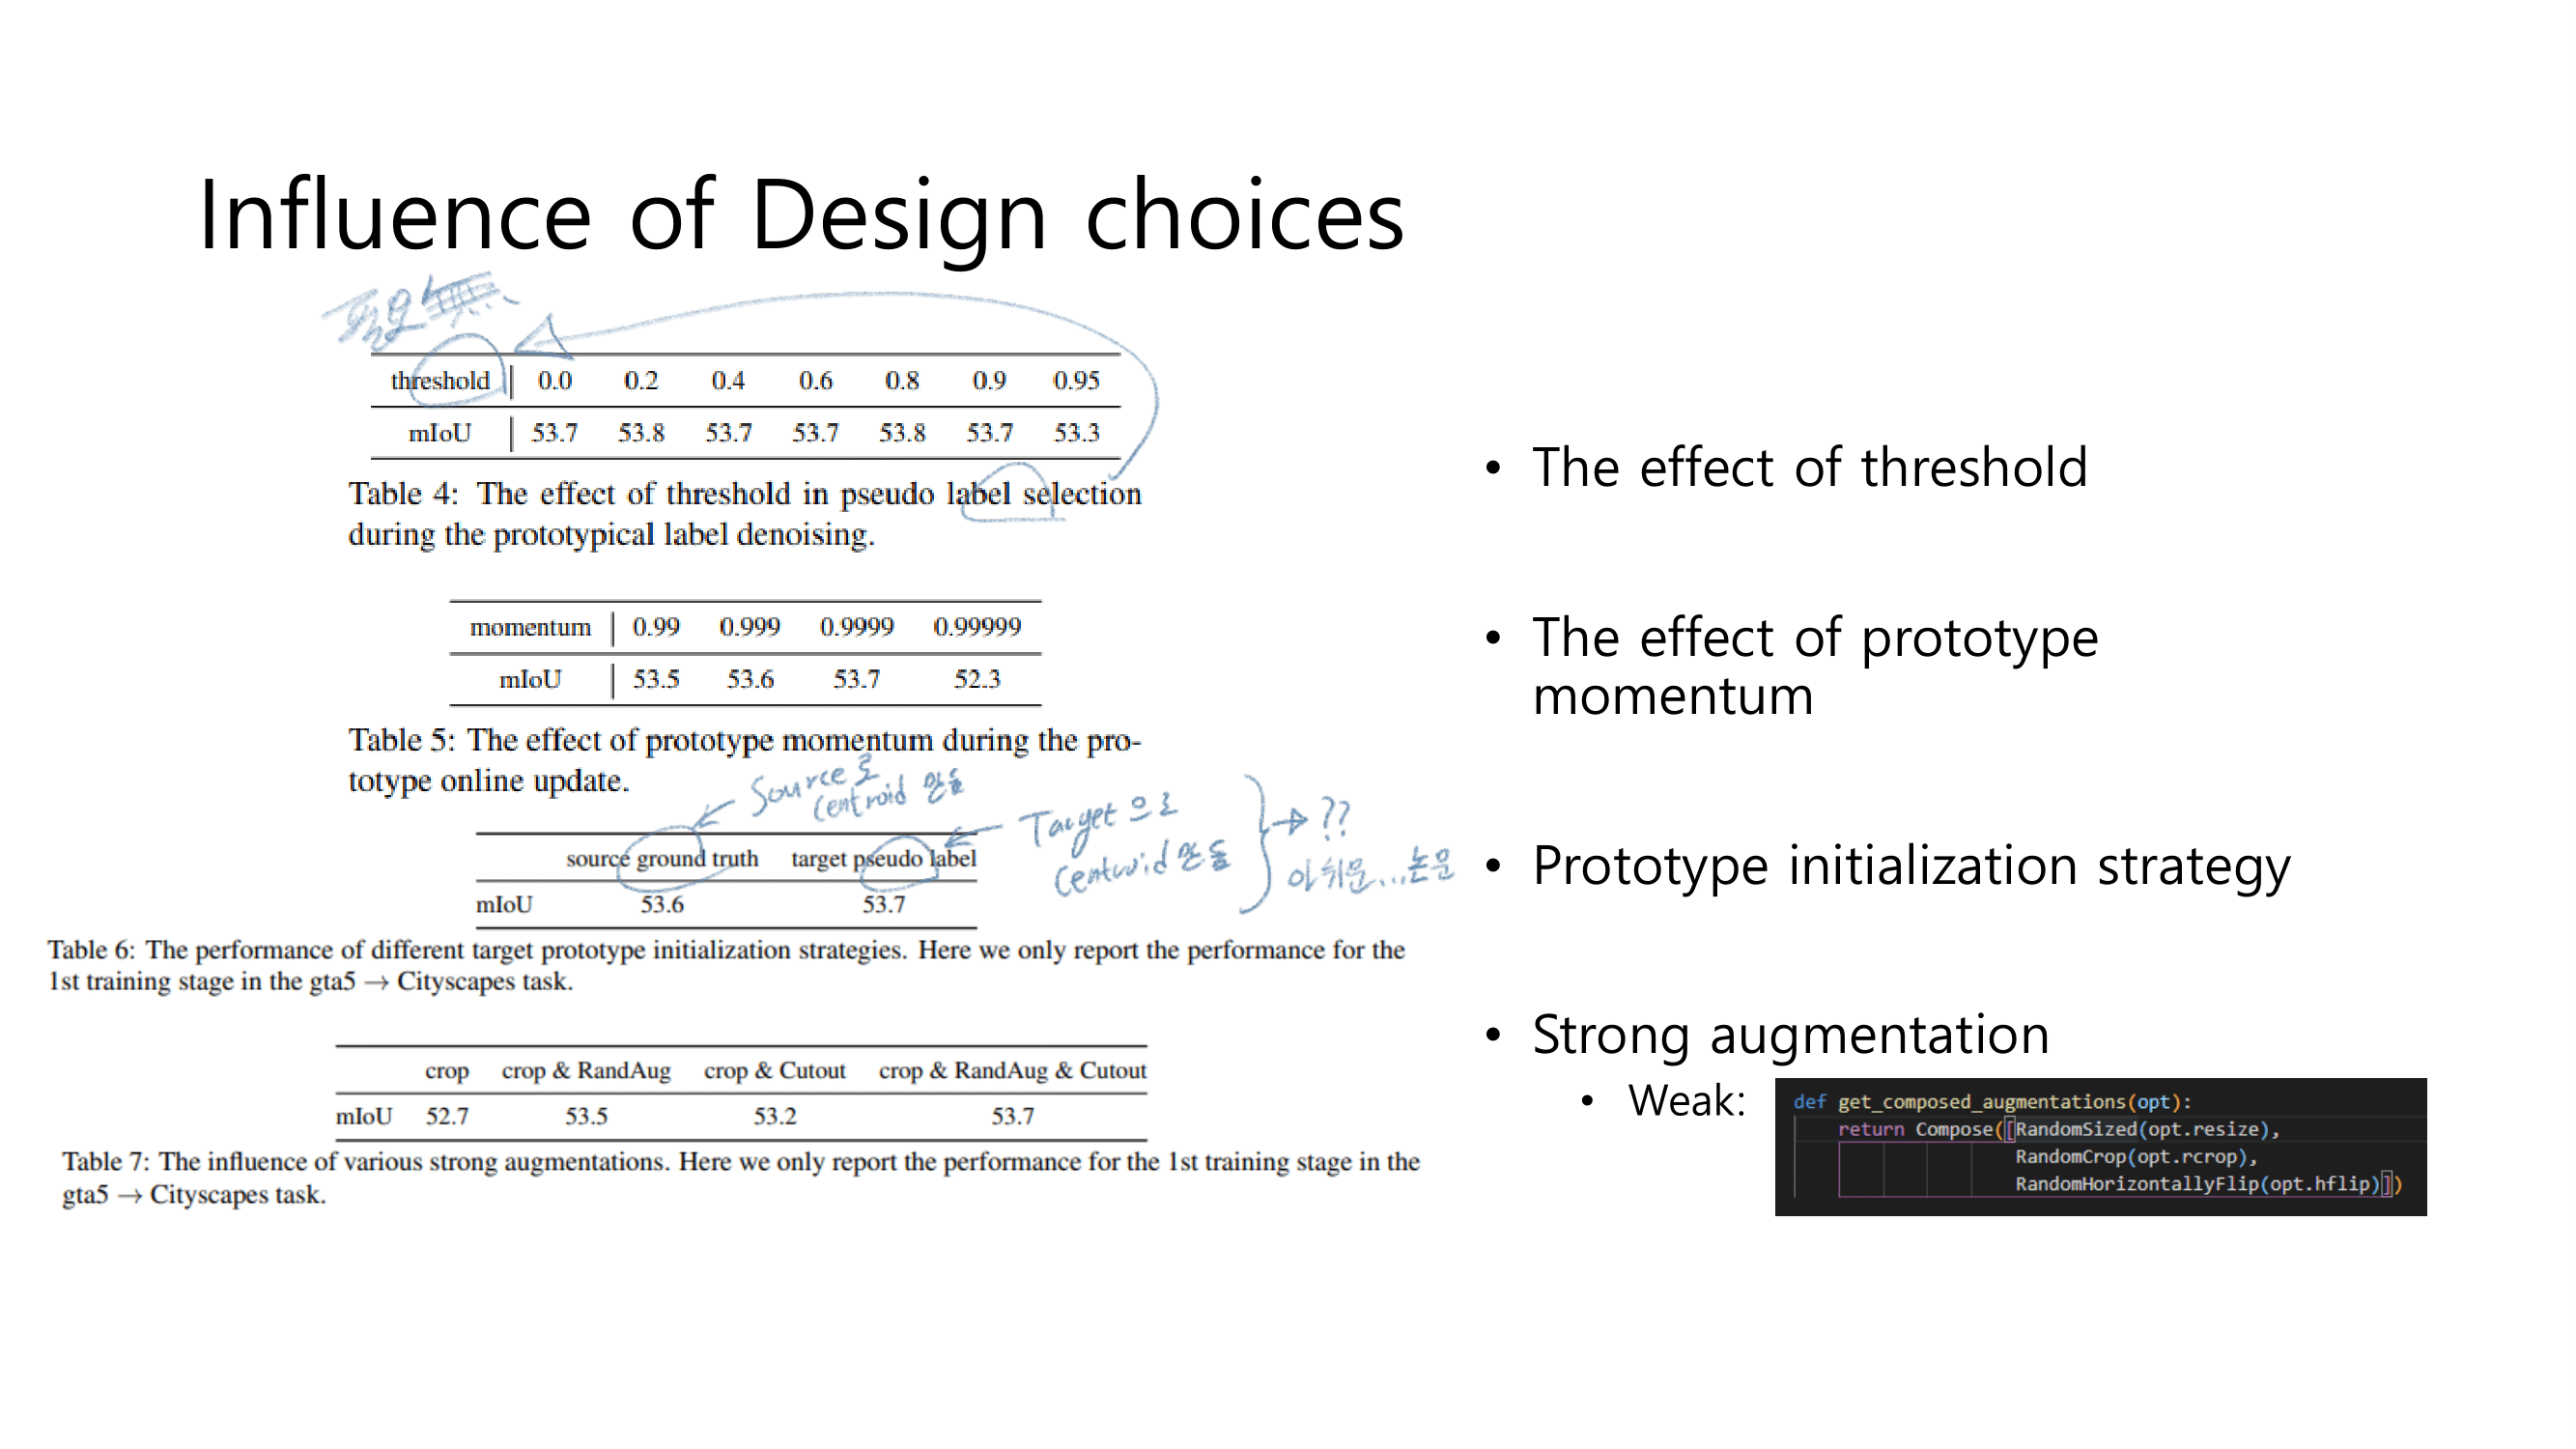 Influence of Design choices
필요無
threshold 0.0 0.2 0.4 0.6 0.8 0.9 0.95
mIoU 53.7 53.8 53.7 53.7 53.8 53.7 53.3
Table 4: The effect of threshold in pseudo label selection
during the prototypical label denoising.
momentum 0.99 0.999 0.9999 0.99999
mIoU 53.5 53.6 53.7 52.3
Table 5: The effect of prototype momentum during the pro-
totype online update.
Source로
Centroid 만듦
Target으로
Centroid 만듦
→ ??
아쉬운...논문
source ground truth target pseudo label
mIoU 53.6 53.7
Table 6: The performance of different target prototype initialization strategies. Here we only report the performance for the
1st training stage in the gta5 → Cityscapes task.
crop crop & RandAug crop & Cutout crop & RandAug & Cutout
mIoU 52.7 53.5 53.2 53.7
Table 7: The influence of various strong augmentations. Here we only report the performance for the 1st training stage in the
gta5 → Cityscapes task.
• The effect of threshold
• The effect of prototype
momentum
• Prototype initialization strategy
• Strong augmentation
• Weak:
def get_composed_augmentations(opt):
return Compose([RandomSized(opt.resize),
RandomCrop(opt.rcrop),
RandomHorizontallyFlip(opt.hflip)])